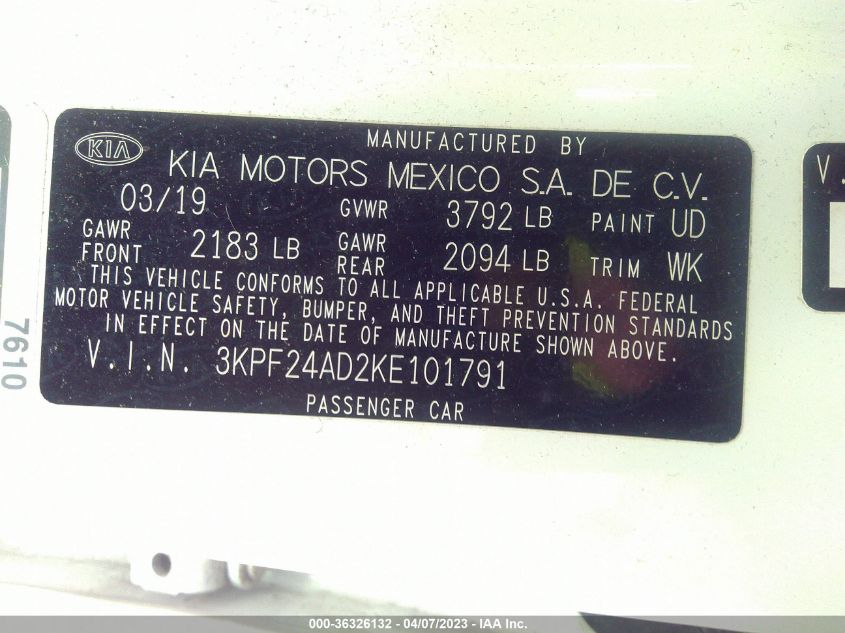 MANUFACTURED BY
KIA
KIA MOTORS MEXICO S.A. DE C.V.
03/19 GVWR 3792 LB PAINT UD
GAWR FRONT 2183 LB GAWR REAR 2094 LB TRIM WK
THIS VEHICLE CONFORMS TO ALL APPLICABLE U.S.A. FEDERAL
MOTOR VEHICLE SAFETY, BUMPER, AND THEFT PREVENTION STANDARDS
IN EFFECT ON THE DATE OF MANUFACTURE SHOWN ABOVE.
V.I.N. 3KPF24AD2KE101791
PASSENGER CAR
7610
V.
000-36326132 - 04/07/2023 - IAA Inc.